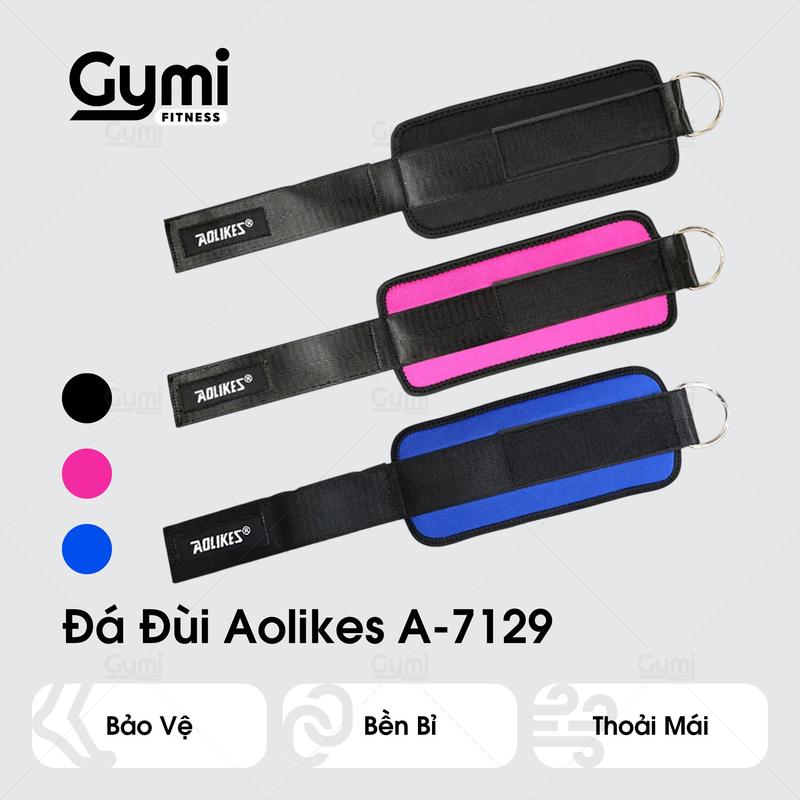 Gymi
FITNESS
AOLIKES®
AOLIKES®
AOLIKES®
Đá Đùi Aolikes A-7129
Bảo Vệ
Bền Bỉ
Thoải Mái